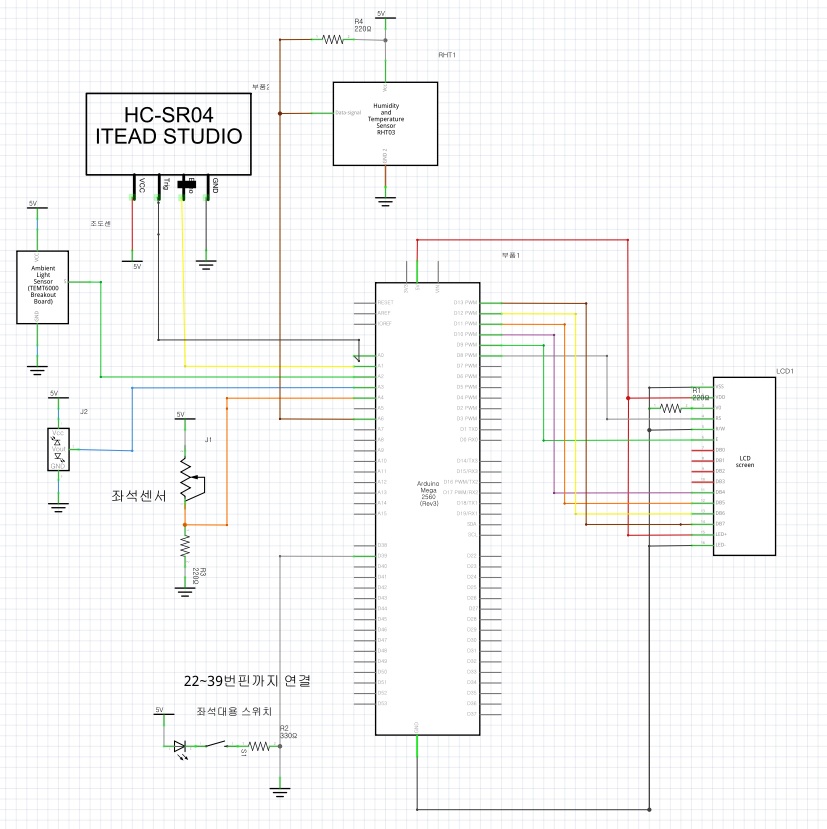 5V
R4
220Ω
RHT1
부품2
HC-SR04
ITEAD STUDIO
VCC
Trig
GND
Data-signal
Humidity
and
Temperature
Sensor
RHT03
5V
조도센
5V
VCC
Ambient
Light
Sensor
(TEMT6000
Breakout
Board)
S
GND
부품1
RESET
AREF
IOREF
A0
A1
A2
A3
A4
A5
A6
A7
A8
A9
A10
A11
A12
A13
A14
A15
D38
D39
D40
D41
D42
D43
D44
D45
D46
D47
D48
D49
D50
D51
D52
D53
Arduino
Mega
2560
(Rev3)
D13 PWM
D12 PWM
D11 PWM
D10 PWM
D9 PWM
D8 PWM
D7 PWM
D6 PWM
D5 PWM
D4 PWM
D3 PWM
D2 PWM
D1 TX0
D0 RX0
D14/TX3
D15/RX3
D16 PWM/TX2
D17 PWM/RX2
D18/TX1
D19/RX1
SDA
SCL
D22
D23
D24
D25
D26
D27
D28
D29
D30
D31
D32
D33
D34
D35
D36
D37
GND
LCD1
R1
220Ω
VSS
VDD
V0
RS
R/W
E
DB0
DB1
DB2
DB3
DB4
DB5
DB6
DB7
LED+
LED-
LCD
screen
5V
J2
Vcc
Vout
GND
5V
J1
좌석센서
R3
220Ω
22~39번핀까지 연결
좌석대용 스위치
5V
S1
R2
330Ω